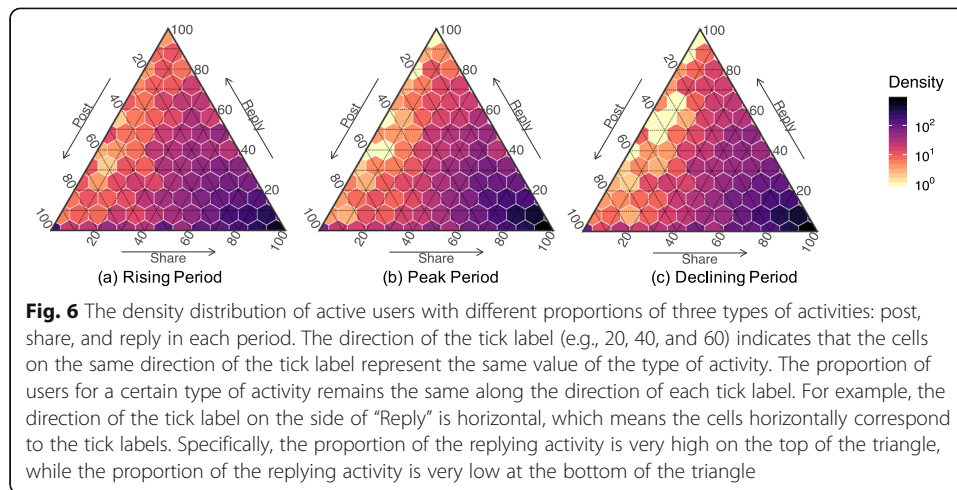 100
100
100
20
80
20
80
20
80
Density
Post
40
60
Reply
Post
40
60
Reply
Post
40
60
Reply
10²
60
40
60
40
60
40
10¹
80
20
80
20
80
20
10⁰
100
100
100
20
40
60
80
100
20
40
60
80
100
20
40
60
80
100
Share
Share
Share
(a) Rising Period
(b) Peak Period
(c) Declining Period
Fig. 6 The density distribution of active users with different proportions of three types of activities: post,
share, and reply in each period. The direction of the tick label (e.g., 20, 40, and 60) indicates that the cells
on the same direction of the tick label represent the same value of the type of activity. The proportion of
users for a certain type of activity remains the same along the direction of each tick label. For example, the
direction of the tick label on the side of “Reply” is horizontal, which means the cells horizontally correspond
to the tick labels. Specifically, the proportion of the replying activity is very high on the top of the triangle,
while the proportion of the replying activity is very low at the bottom of the triangle